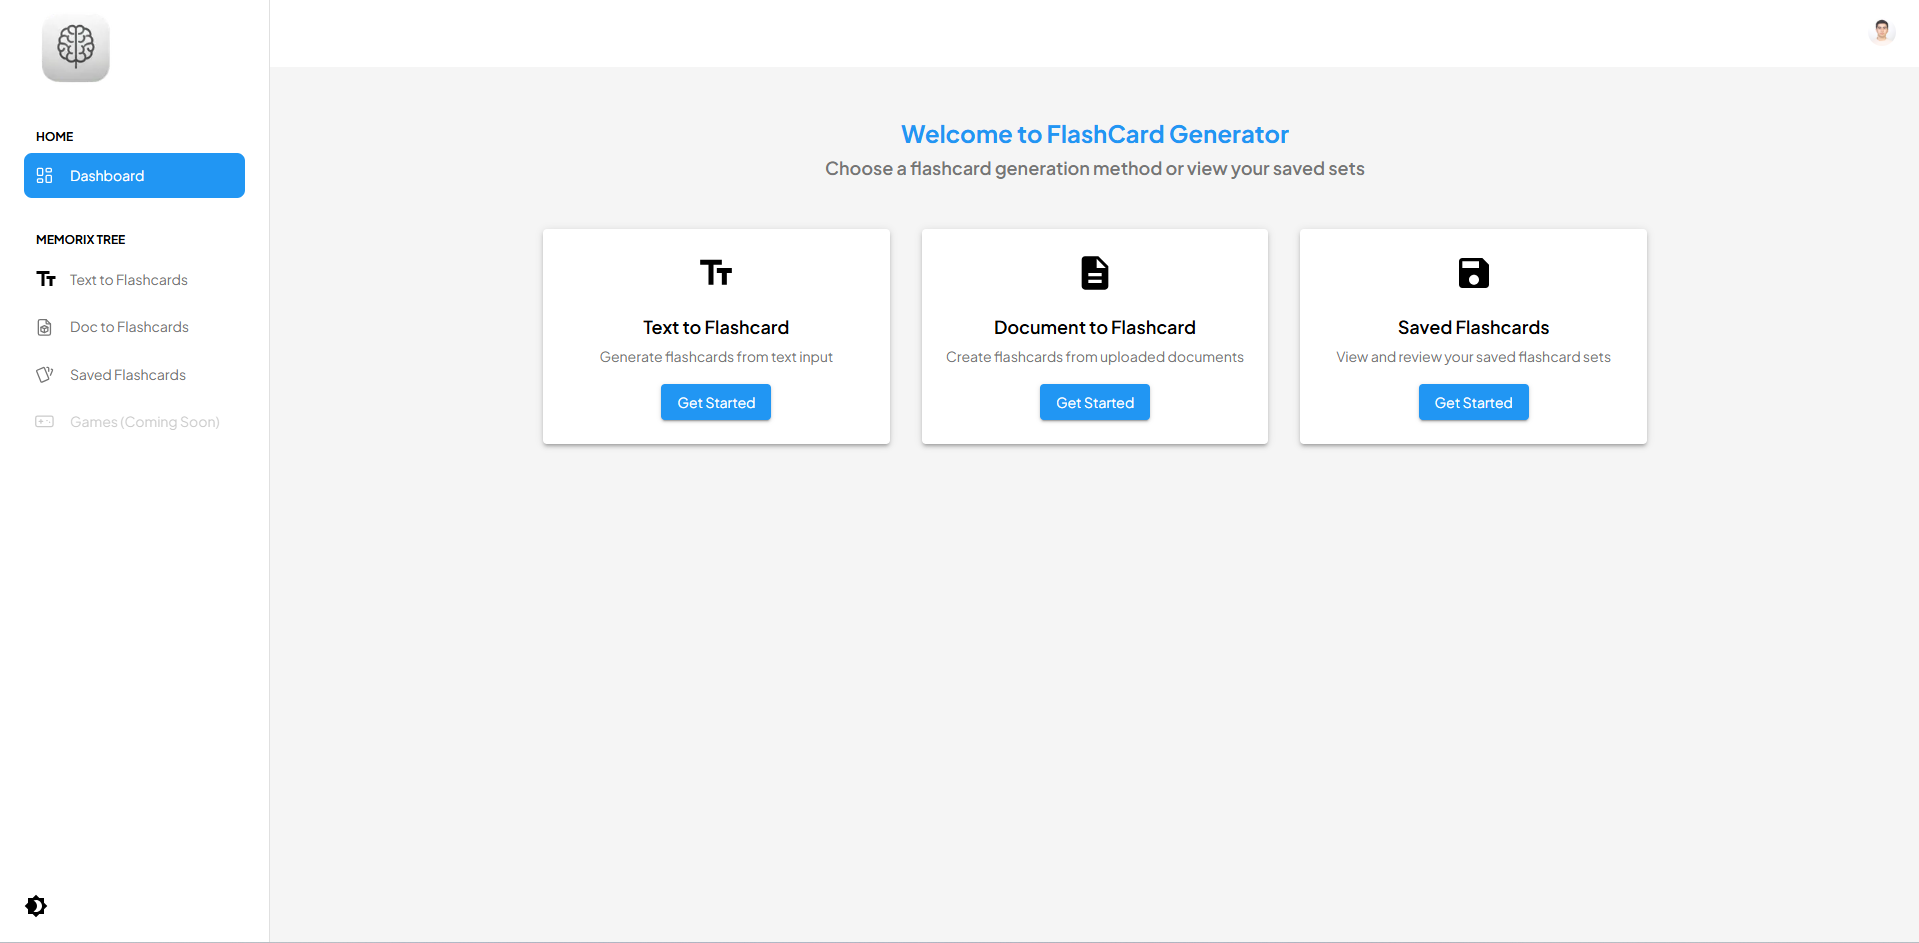 HOME
Dashboard
MEMORIX TREE
Text to Flashcards
Doc to Flashcards
Saved Flashcards
Games (Coming Soon)
Welcome to FlashCard Generator
Choose a flashcard generation method or view your saved sets
Text to Flashcard
Generate flashcards from text input
Get Started
Document to Flashcard
Create flashcards from uploaded documents
Get Started
Saved Flashcards
View and review your saved flashcard sets
Get Started